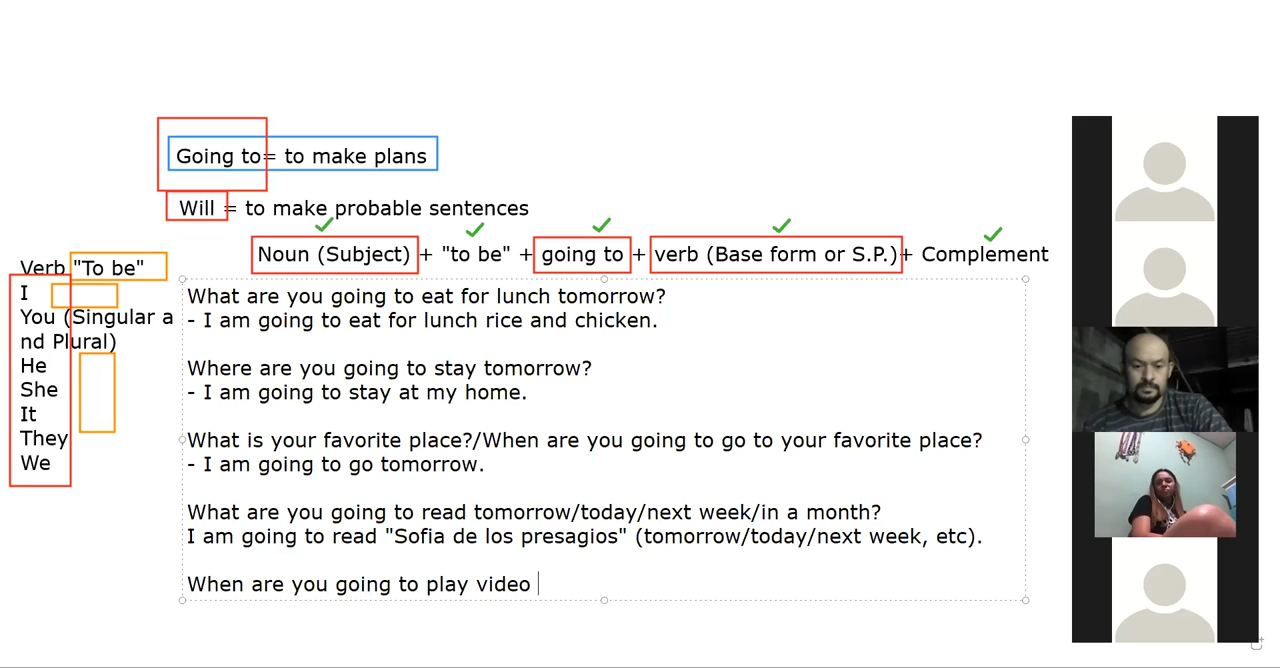 Going to= to make plans
Will = to make probable sentences
Noun (Subject) + "to be" + going to + verb (Base form or S.P.)+ Complement
Verb "To be"
I
You (Singular a
nd Plural)
He
She
It
They
We
What are you going to eat for lunch tomorrow?
- I am going to eat for lunch rice and chicken.
Where are you going to stay tomorrow?
- I am going to stay at my home.
What is your favorite place?/When are you going to go to your favorite place?
- I am going to go tomorrow.
What are you going to read tomorrow/today/next week/in a month?
I am going to read "Sofia de los presagios" (tomorrow/today/next week, etc).
When are you going to play video